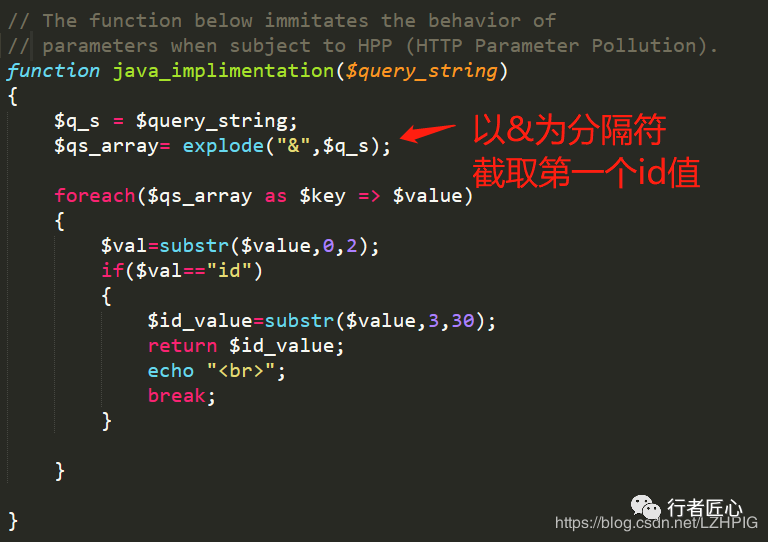 // The function below immitates the behavior of
// parameters when subject to HPP (HTTP Parameter Pollution).
function java_implimentation($query_string)
{
$q_s = $query_string;
$qs_array= explode("&",$q_s);
以&为分隔符
截取第一个id值
foreach($qs_array as $key => $value)
{
$val=substr($value,0,2);
if($val=="id")
{
$id_value=substr($value,3,30);
return $id_value;
echo "<br>";
break;
}
}
}
行者匠心
https://blog.csdn.net/LZHPIG